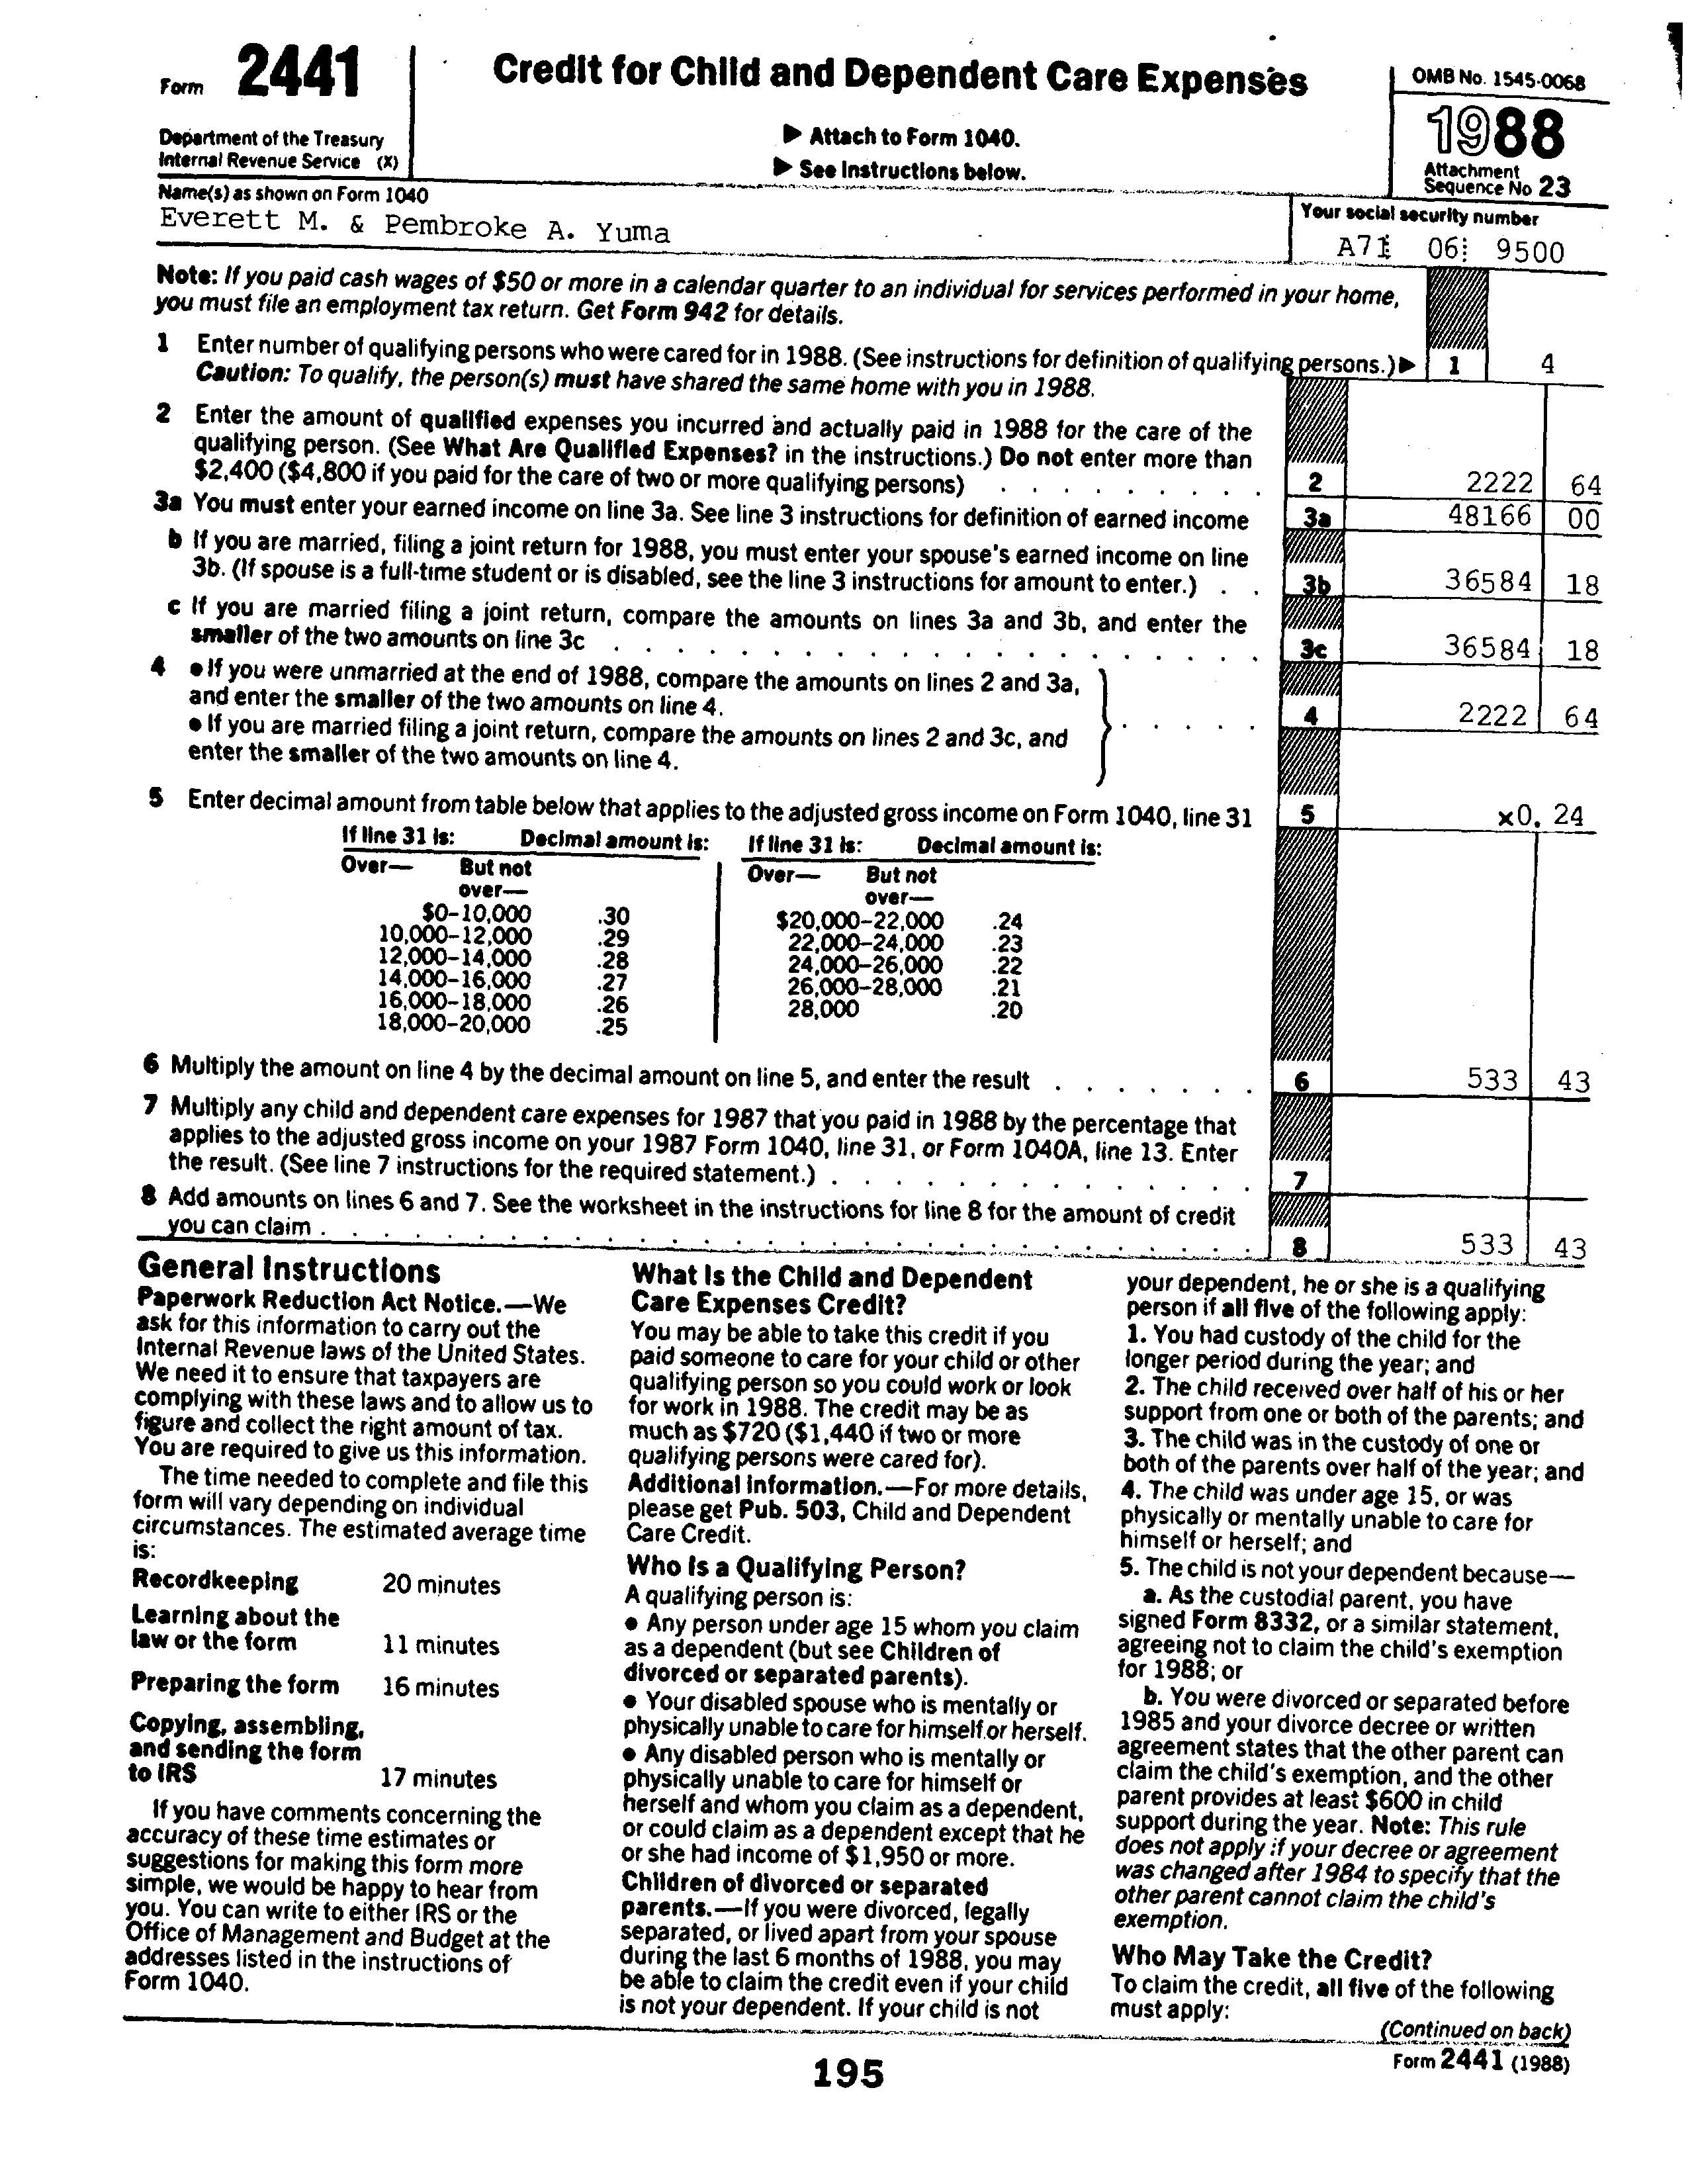 Form 2441
Credit for Child and Dependent Care Expenses
OMB No. 1545-0068
1988
Department of the Treasury
Internal Revenue Service (X)
▶ Attach to Form 1040.
▶ See Instructions below.
Attachment
Sequence No 23
Name(s) as shown on Form 1040
Everett M. & Pembroke A. Yuma
Your social security number
A71 06 9500
Note: If you paid cash wages of $50 or more in a calendar quarter to an individual for services performed in your home,
you must file an employment tax return. Get Form 942 for details.
1 Enter number of qualifying persons who were cared for in 1988. (See instructions for definition of qualifying persons.) ▶ 1 4
Caution: To qualify, the person(s) must have shared the same home with you in 1988.
2 Enter the amount of qualified expenses you incurred and actually paid in 1988 for the care of the
qualifying person. (See What Are Qualified Expenses? in the instructions.) Do not enter more than
$2,400 ($4,800 if you paid for the care of two or more qualifying persons) . . . . . . . . . 2 2222 64
3a You must enter your earned income on line 3a. See line 3 instructions for definition of earned income 3a 48166 00
b If you are married, filing a joint return for 1988, you must enter your spouse's earned income on line
3b. (If spouse is a full-time student or is disabled, see the line 3 instructions for amount to enter.) . . 3b 36584 18
c If you are married filing a joint return, compare the amounts on lines 3a and 3b, and enter the
smaller of the two amounts on line 3c . . . . . . . . . . . . . . . . . 3c 36584 18
4 ● If you were unmarried at the end of 1988, compare the amounts on lines 2 and 3a,
and enter the smaller of the two amounts on line 4.
● If you are married filing a joint return, compare the amounts on lines 2 and 3c, and
enter the smaller of the two amounts on line 4.
. . . . . 4 2222 64
5 Enter decimal amount from table below that applies to the adjusted gross income on Form 1040, line 31 5 ×0. 24
If line 31 is: Decimal amount is: If line 31 is: Decimal amount is:
Over— But not Over— But not
over— over—
$0–10,000 .30 $20,000–22,000 .24
10,000–12,000 .29 22,000–24,000 .23
12,000–14,000 .28 24,000–26,000 .22
14,000–16,000 .27 26,000–28,000 .21
16,000–18,000 .26 28,000 .20
18,000–20,000 .25
6 Multiply the amount on line 4 by the decimal amount on line 5, and enter the result . . . . . . . 6 533 43
7 Multiply any child and dependent care expenses for 1987 that you paid in 1988 by the percentage that
applies to the adjusted gross income on your 1987 Form 1040, line 31, or Form 1040A, line 13. Enter
the result. (See line 7 instructions for the required statement.) . . . . . . . . . . . . . 7
8 Add amounts on lines 6 and 7. See the worksheet in the instructions for line 8 for the amount of credit
you can claim . . . . . . . . . . . . . . . . . . . . . . . . . . 8 533 43
General Instructions
Paperwork Reduction Act Notice.—We
ask for this information to carry out the
Internal Revenue laws of the United States.
We need it to ensure that taxpayers are
complying with these laws and to allow us to
figure and collect the right amount of tax.
You are required to give us this information.
The time needed to complete and file this
form will vary depending on individual
circumstances. The estimated average time
is:
Recordkeeping 20 minutes
Learning about the
law or the form 11 minutes
Preparing the form 16 minutes
Copying, assembling,
and sending the form
to IRS 17 minutes
If you have comments concerning the
accuracy of these time estimates or
suggestions for making this form more
simple, we would be happy to hear from
you. You can write to either IRS or the
Office of Management and Budget at the
addresses listed in the instructions of
Form 1040.
What Is the Child and Dependent
Care Expenses Credit?
You may be able to take this credit if you
paid someone to care for your child or other
qualifying person so you could work or look
for work in 1988. The credit may be as
much as $720 ($1,440 if two or more
qualifying persons were cared for).
Additional Information.—For more details,
please get Pub. 503, Child and Dependent
Care Credit.
Who Is a Qualifying Person?
A qualifying person is:
● Any person under age 15 whom you claim
as a dependent (but see Children of
divorced or separated parents).
● Your disabled spouse who is mentally or
physically unable to care for himself or herself.
● Any disabled person who is mentally or
physically unable to care for himself or
herself and whom you claim as a dependent,
or could claim as a dependent except that he
or she had income of $1,950 or more.
Children of divorced or separated
parents.—If you were divorced, legally
separated, or lived apart from your spouse
during the last 6 months of 1988, you may
be able to claim the credit even if your child
is not your dependent. If your child is not
your dependent, he or she is a qualifying
person if all five of the following apply:
1. You had custody of the child for the
longer period during the year; and
2. The child received over half of his or her
support from one or both of the parents; and
3. The child was in the custody of one or
both of the parents over half of the year; and
4. The child was under age 15, or was
physically or mentally unable to care for
himself or herself; and
5. The child is not your dependent because—
a. As the custodial parent, you have
signed Form 8332, or a similar statement,
agreeing not to claim the child's exemption
for 1988; or
b. You were divorced or separated before
1985 and your divorce decree or written
agreement states that the other parent can
claim the child's exemption, and the other
parent provides at least $600 in child
support during the year. Note: This rule
does not apply if your decree or agreement
was changed after 1984 to specify that the
other parent cannot claim the child's
exemption.
Who May Take the Credit?
To claim the credit, all five of the following
must apply:
(Continued on back)
195
Form 2441 (1988)